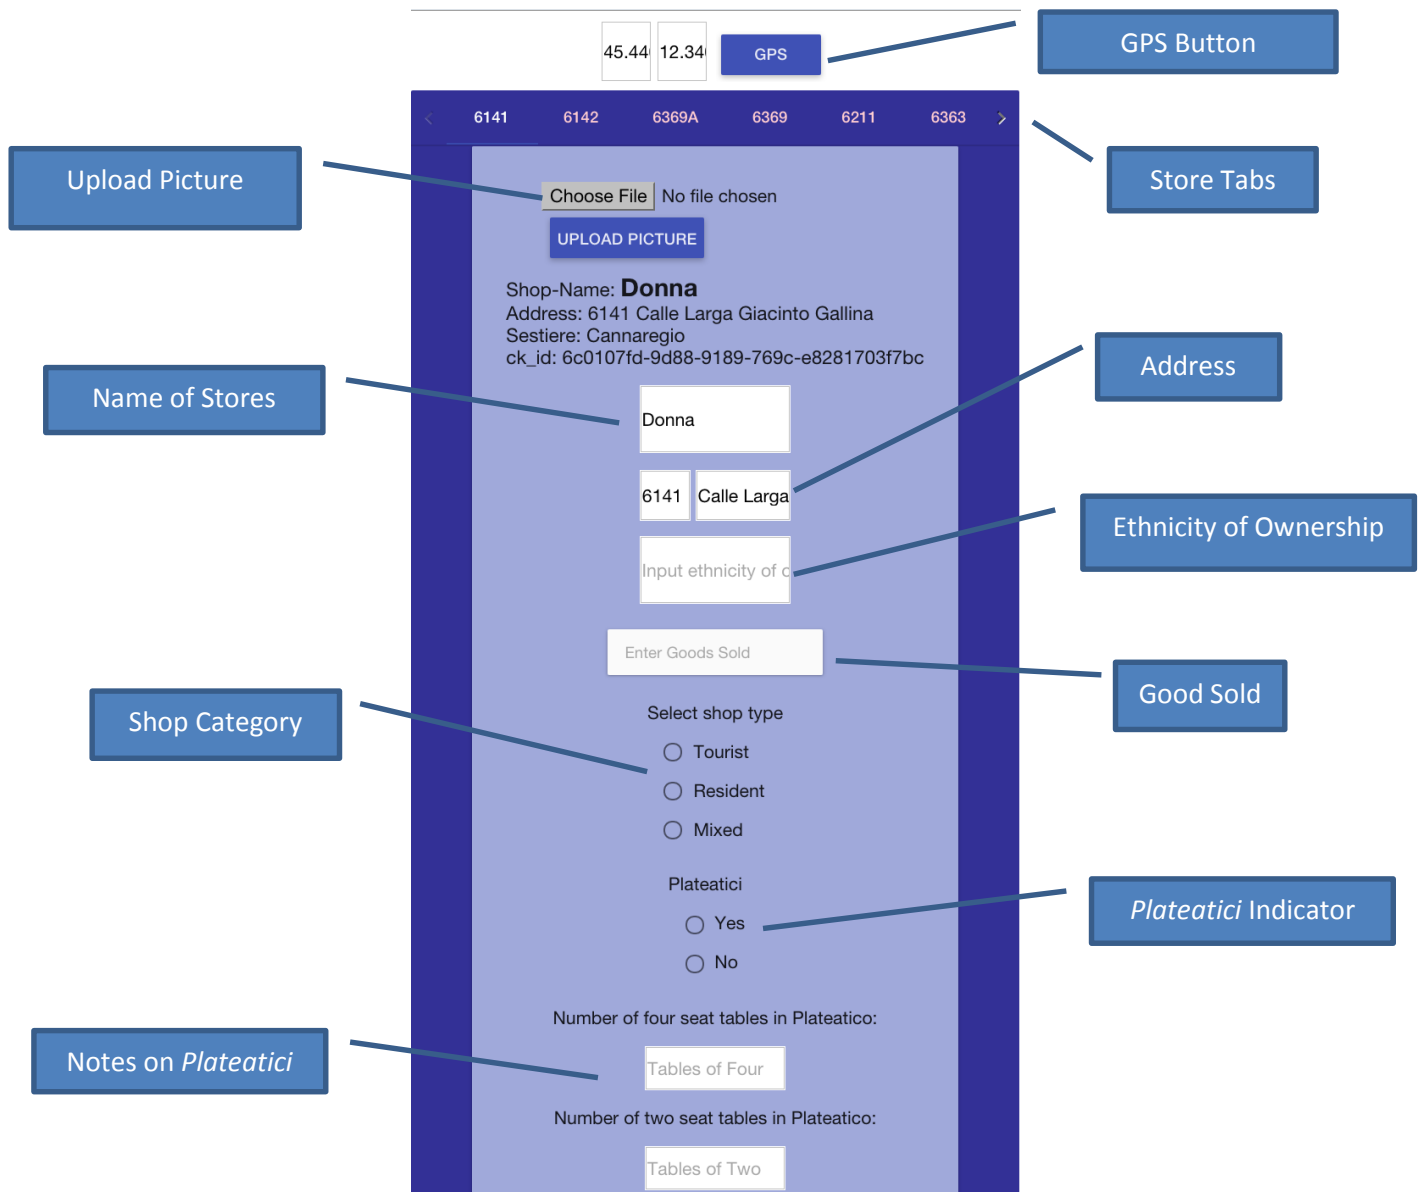 45.44 12.34 GPS
GPS Button
6141 6142 6369A 6369 6211 6363
Store Tabs
Upload Picture
Choose File No file chosen
UPLOAD PICTURE
Shop-Name: Donna
Address: 6141 Calle Larga Giacinto Gallina
Sestiere: Cannaregio
ck_id: 6c0107fd-9d88-9189-769c-e8281703f7bc
Address
Name of Stores
Donna
6141 Calle Larga
Ethnicity of Ownership
Input ethnicity of
Enter Goods Sold
Good Sold
Shop Category
Select shop type
Tourist
Resident
Mixed
Plateatici
Yes
No
Plateatici Indicator
Number of four seat tables in Plateatico:
Notes on Plateatici
Tables of Four
Number of two seat tables in Plateatico:
Tables of Two